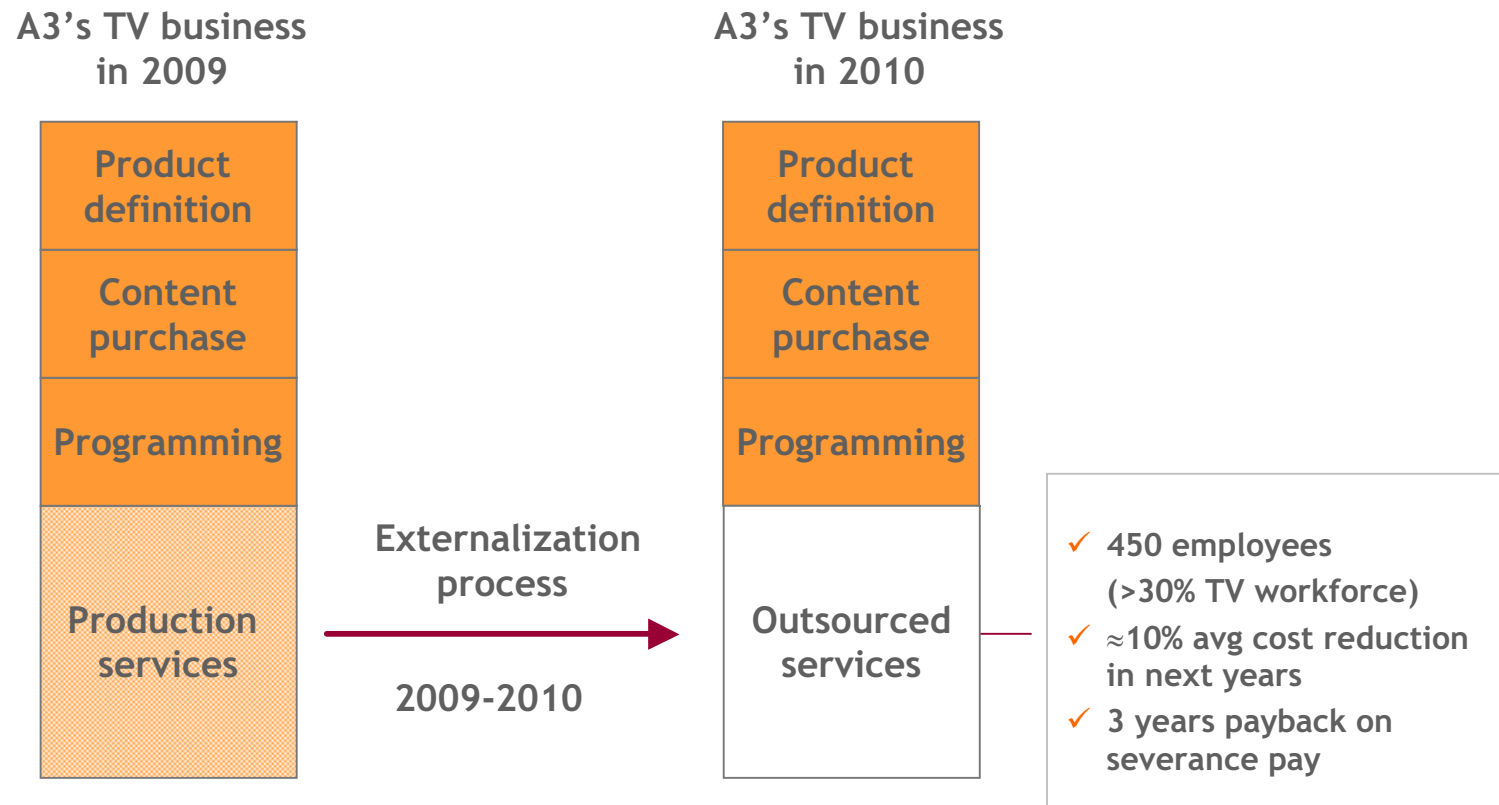 A3’s TV business
in 2009
Product
definition
Content
purchase
Programming
Production
services
Externalization
process
2009-2010
A3’s TV business
in 2010
Product
definition
Content
purchase
Programming
Outsourced
services
✓ 450 employees
(>30% TV workforce)
✓ ≈10% avg cost reduction
in next years
✓ 3 years payback on
severance pay